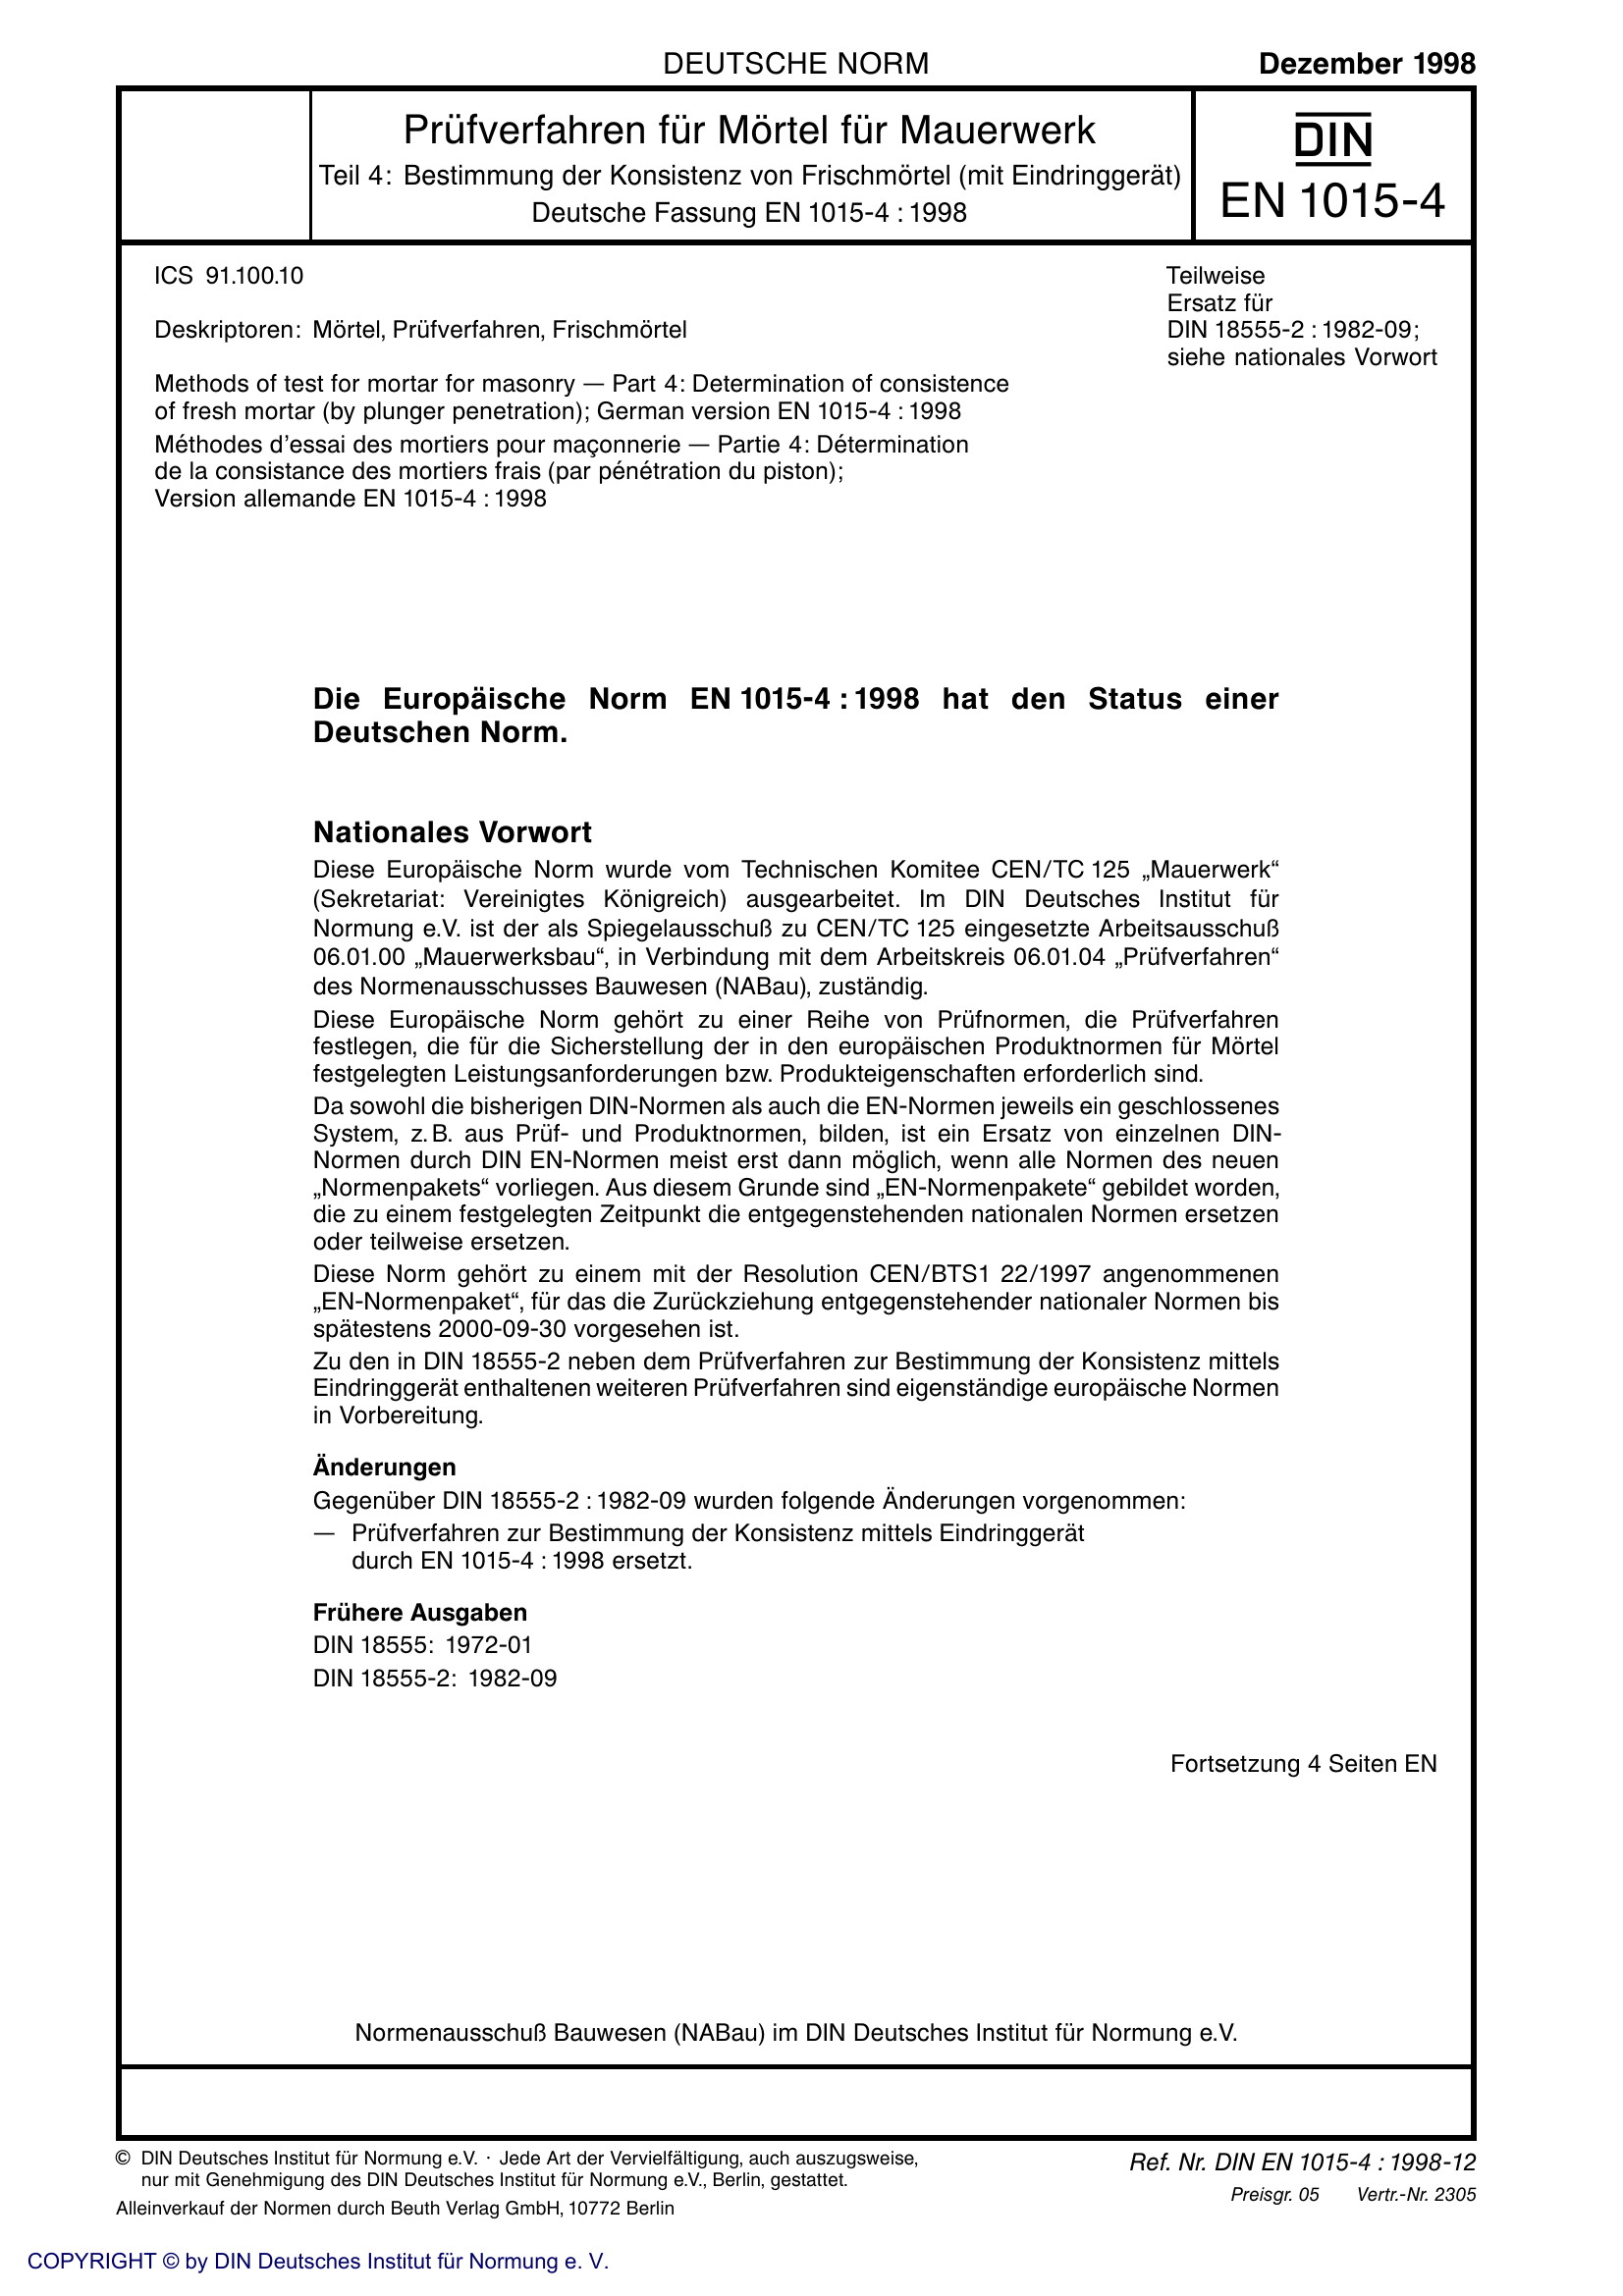 DEUTSCHE NORM
Dezember 1998
Prüfverfahren für Mörtel für Mauerwerk
Teil 4: Bestimmung der Konsistenz von Frischmörtel (mit Eindringgerät)
Deutsche Fassung EN 1015-4 : 1998
DIN
EN 1015-4
ICS 91.100.10
Deskriptoren: Mörtel, Prüfverfahren, Frischmörtel
Teilweise
Ersatz für
DIN 18555-2 : 1982-09;
siehe nationales Vorwort
Methods of test for mortar for masonry — Part 4: Determination of consistence
of fresh mortar (by plunger penetration); German version EN 1015-4 : 1998
Méthodes d’essai des mortiers pour maçonnerie — Partie 4: Détermination
de la consistance des mortiers frais (par pénétration du piston);
Version allemande EN 1015-4 : 1998
Die Europäische Norm EN 1015-4 : 1998 hat den Status einer
Deutschen Norm.
Nationales Vorwort
Diese Europäische Norm wurde vom Technischen Komitee CEN/TC 125 „Mauerwerk“
(Sekretariat: Vereinigtes Königreich) ausgearbeitet. Im DIN Deutsches Institut für
Normung e.V. ist der als Spiegelausschuß zu CEN/TC 125 eingesetzte Arbeitsausschuß
06.01.00 „Mauerwerksbau“, in Verbindung mit dem Arbeitskreis 06.01.04 „Prüfverfahren“
des Normenausschusses Bauwesen (NABau), zuständig.
Diese Europäische Norm gehört zu einer Reihe von Prüfnormen, die Prüfverfahren
festlegen, die für die Sicherstellung der in den europäischen Produktnormen für Mörtel
festgelegten Leistungsanforderungen bzw. Produkteigenschaften erforderlich sind.
Da sowohl die bisherigen DIN-Normen als auch die EN-Normen jeweils ein geschlossenes
System, z. B. aus Prüf- und Produktnormen, bilden, ist ein Ersatz von einzelnen DIN-
Normen durch DIN EN-Normen meist erst dann möglich, wenn alle Normen des neuen
„Normenpakets“ vorliegen. Aus diesem Grunde sind „EN-Normenpakete“ gebildet worden,
die zu einem festgelegten Zeitpunkt die entgegenstehenden nationalen Normen ersetzen
oder teilweise ersetzen.
Diese Norm gehört zu einem mit der Resolution CEN/BTS1 22/1997 angenommenen
„EN-Normenpaket“, für das die Zurückziehung entgegenstehender nationaler Normen bis
spätestens 2000-09-30 vorgesehen ist.
Zu den in DIN 18555-2 neben dem Prüfverfahren zur Bestimmung der Konsistenz mittels
Eindringgerät enthaltenen weiteren Prüfverfahren sind eigenständige europäische Normen
in Vorbereitung.
Änderungen
Gegenüber DIN 18555-2 : 1982-09 wurden folgende Änderungen vorgenommen:
— Prüfverfahren zur Bestimmung der Konsistenz mittels Eindringgerät
durch EN 1015-4 : 1998 ersetzt.
Frühere Ausgaben
DIN 18555: 1972-01
DIN 18555-2: 1982-09
Fortsetzung 4 Seiten EN
Normenausschuß Bauwesen (NABau) im DIN Deutsches Institut für Normung e.V.
© DIN Deutsches Institut für Normung e.V. · Jede Art der Vervielfältigung, auch auszugsweise,
nur mit Genehmigung des DIN Deutsches Institut für Normung e.V., Berlin, gestattet.
Alleinverkauf der Normen durch Beuth Verlag GmbH, 10772 Berlin
Ref. Nr. DIN EN 1015-4 : 1998-12
Preisgr. 05 Vertr.-Nr. 2305
COPYRIGHT © by DIN Deutsches Institut für Normung e. V.